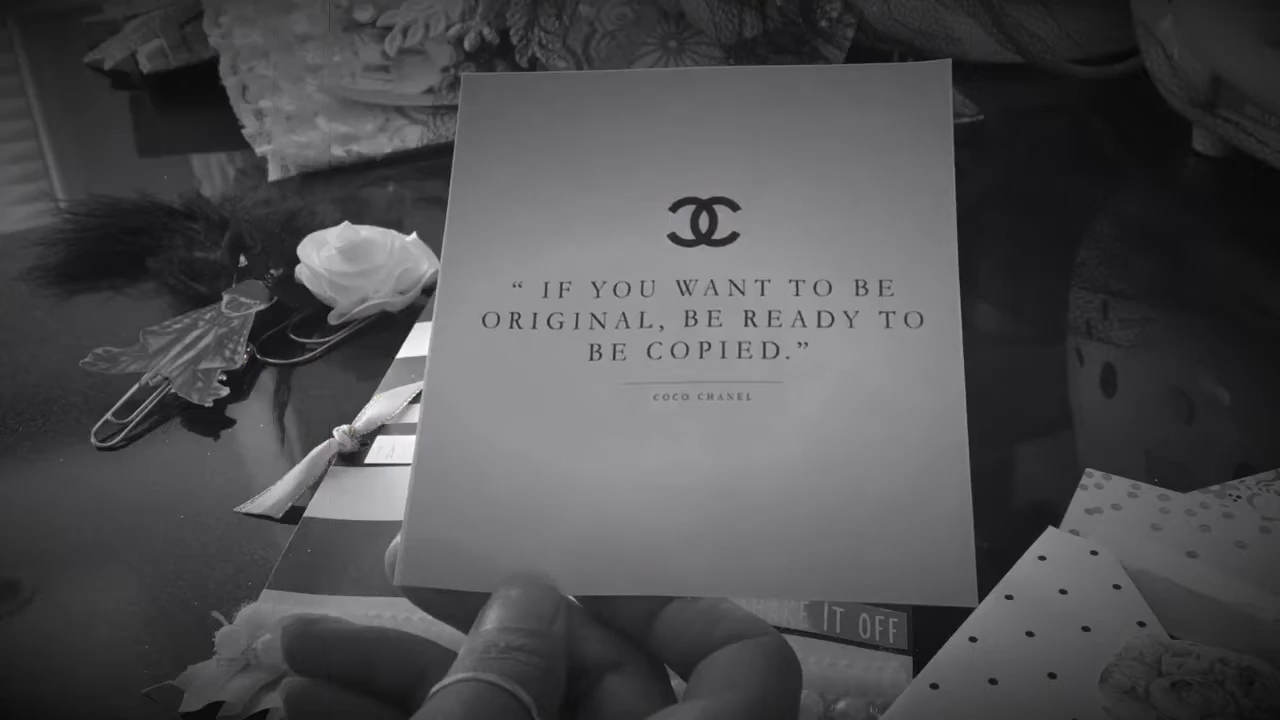 “ IF YOU WANT TO BE
ORIGINAL, BE READY TO
BE COPIED.”
COCO CHANEL
IT OFF